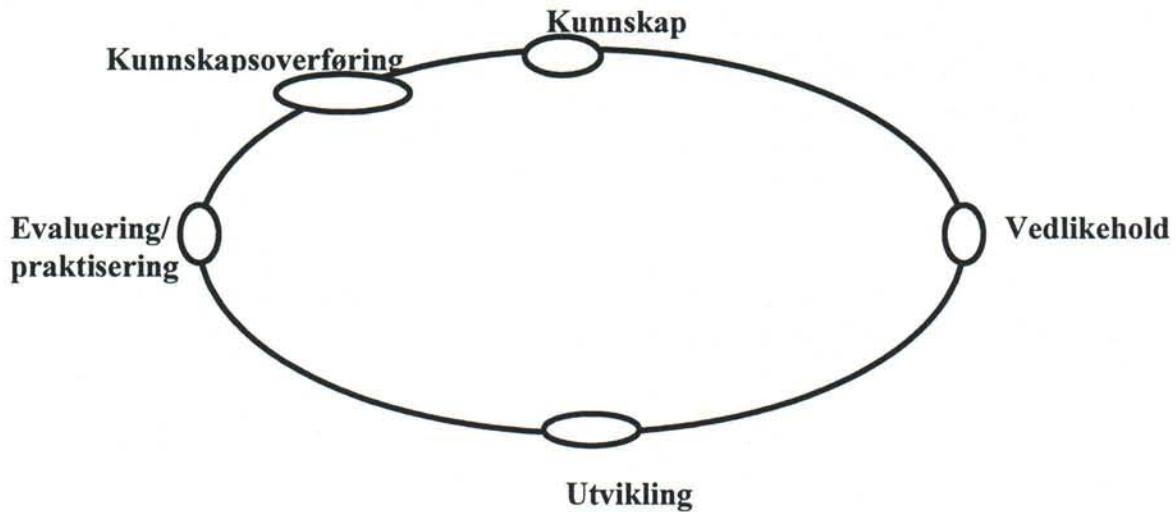 Kunnskap
Kunnskapsoverføring
Evaluering/
praktisering
Vedlikehold
Utvikling